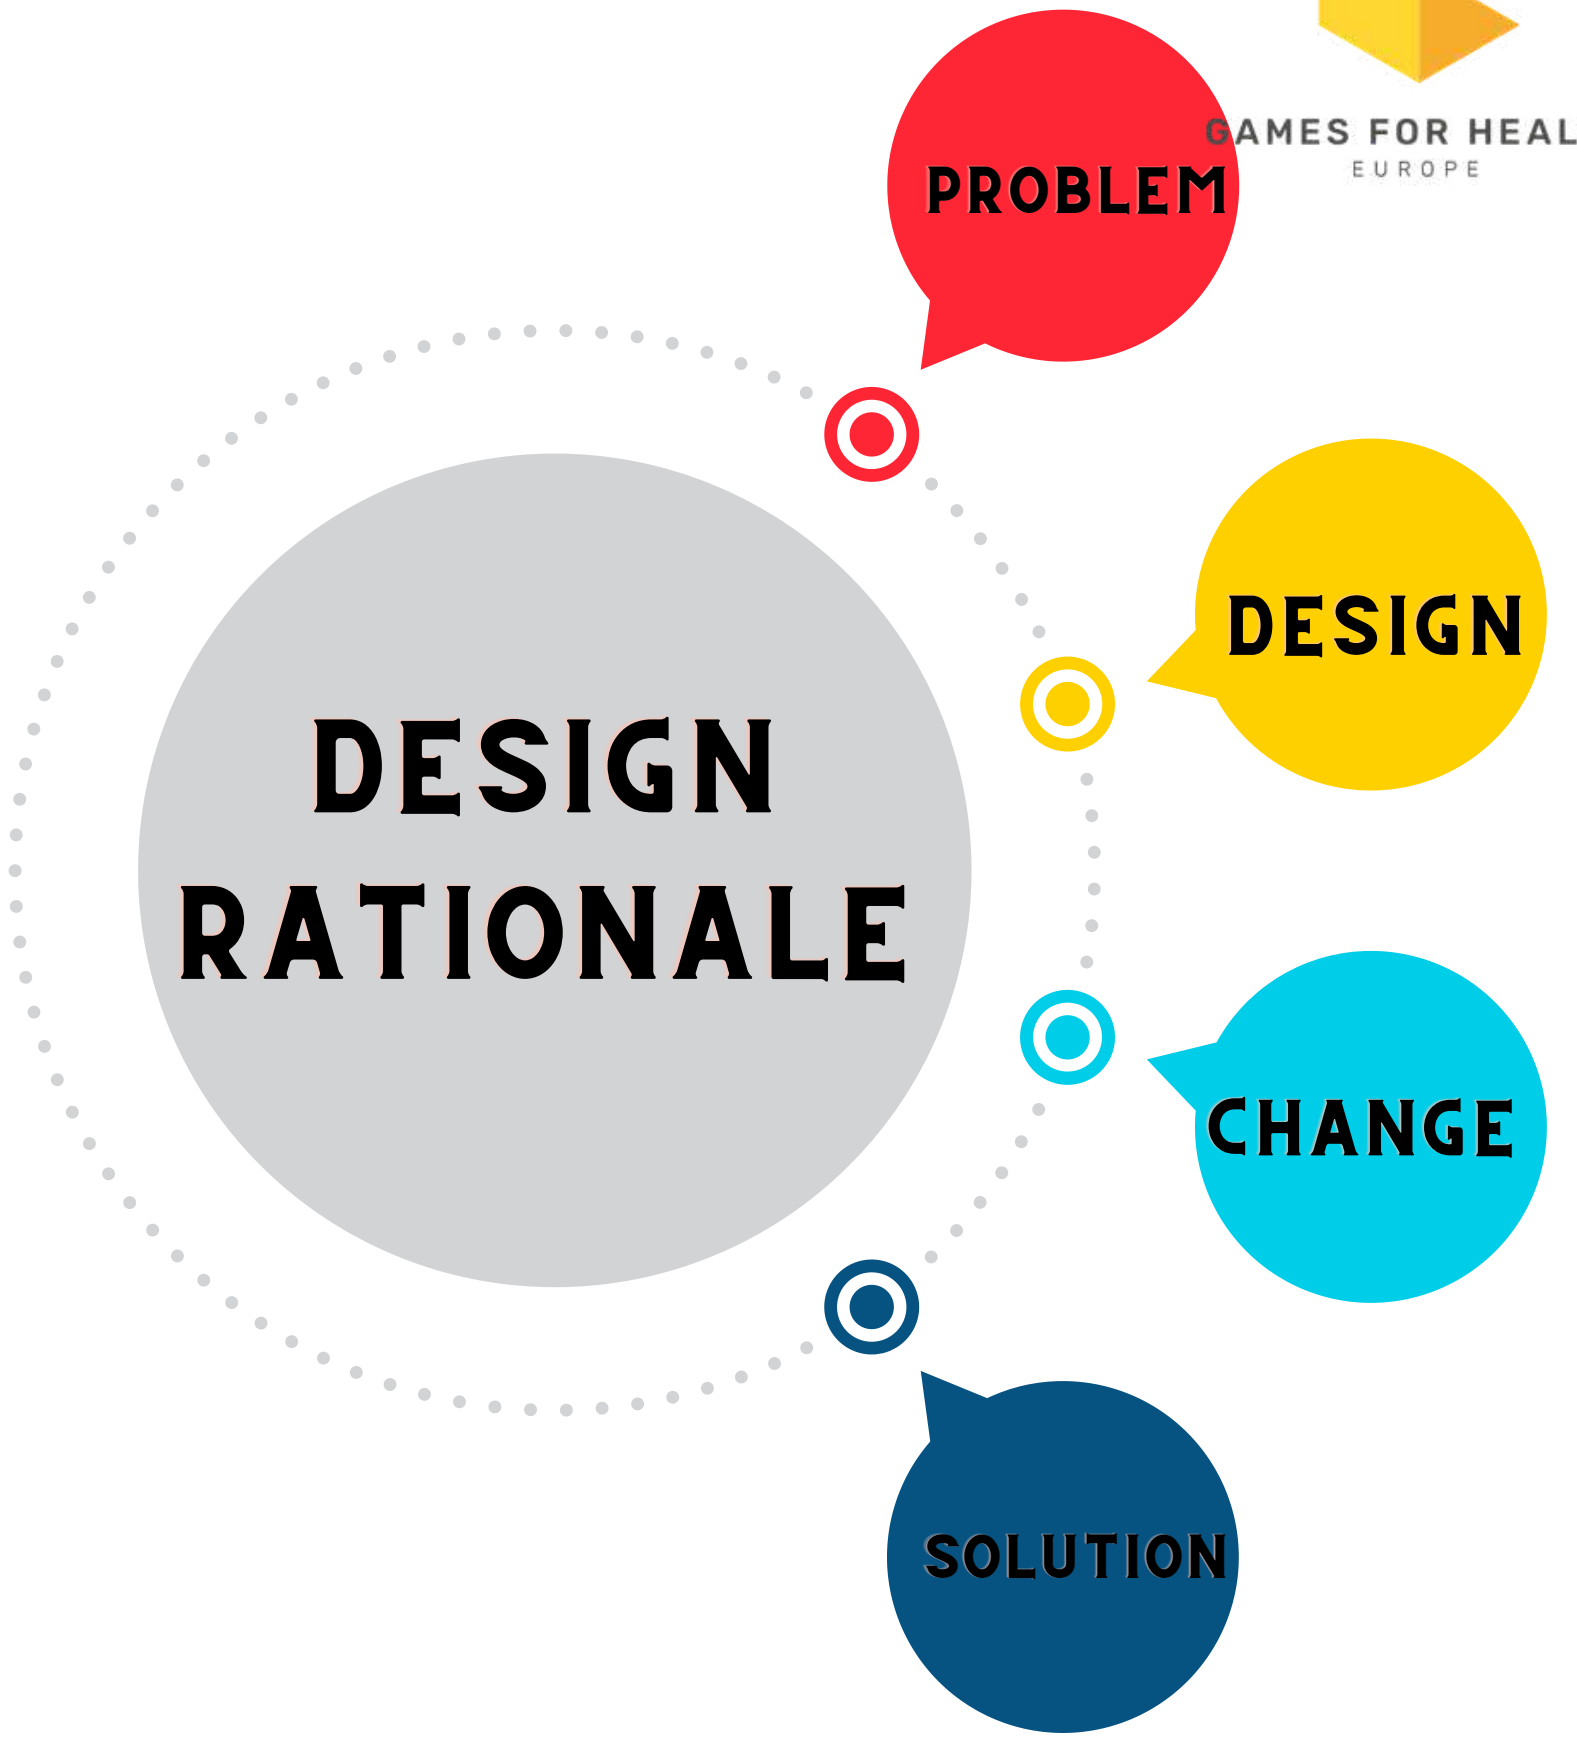 GAMES FOR HEAL
EUROPE
PROBLEM
DESIGN
DESIGN
RATIONALE
CHANGE
SOLUTION